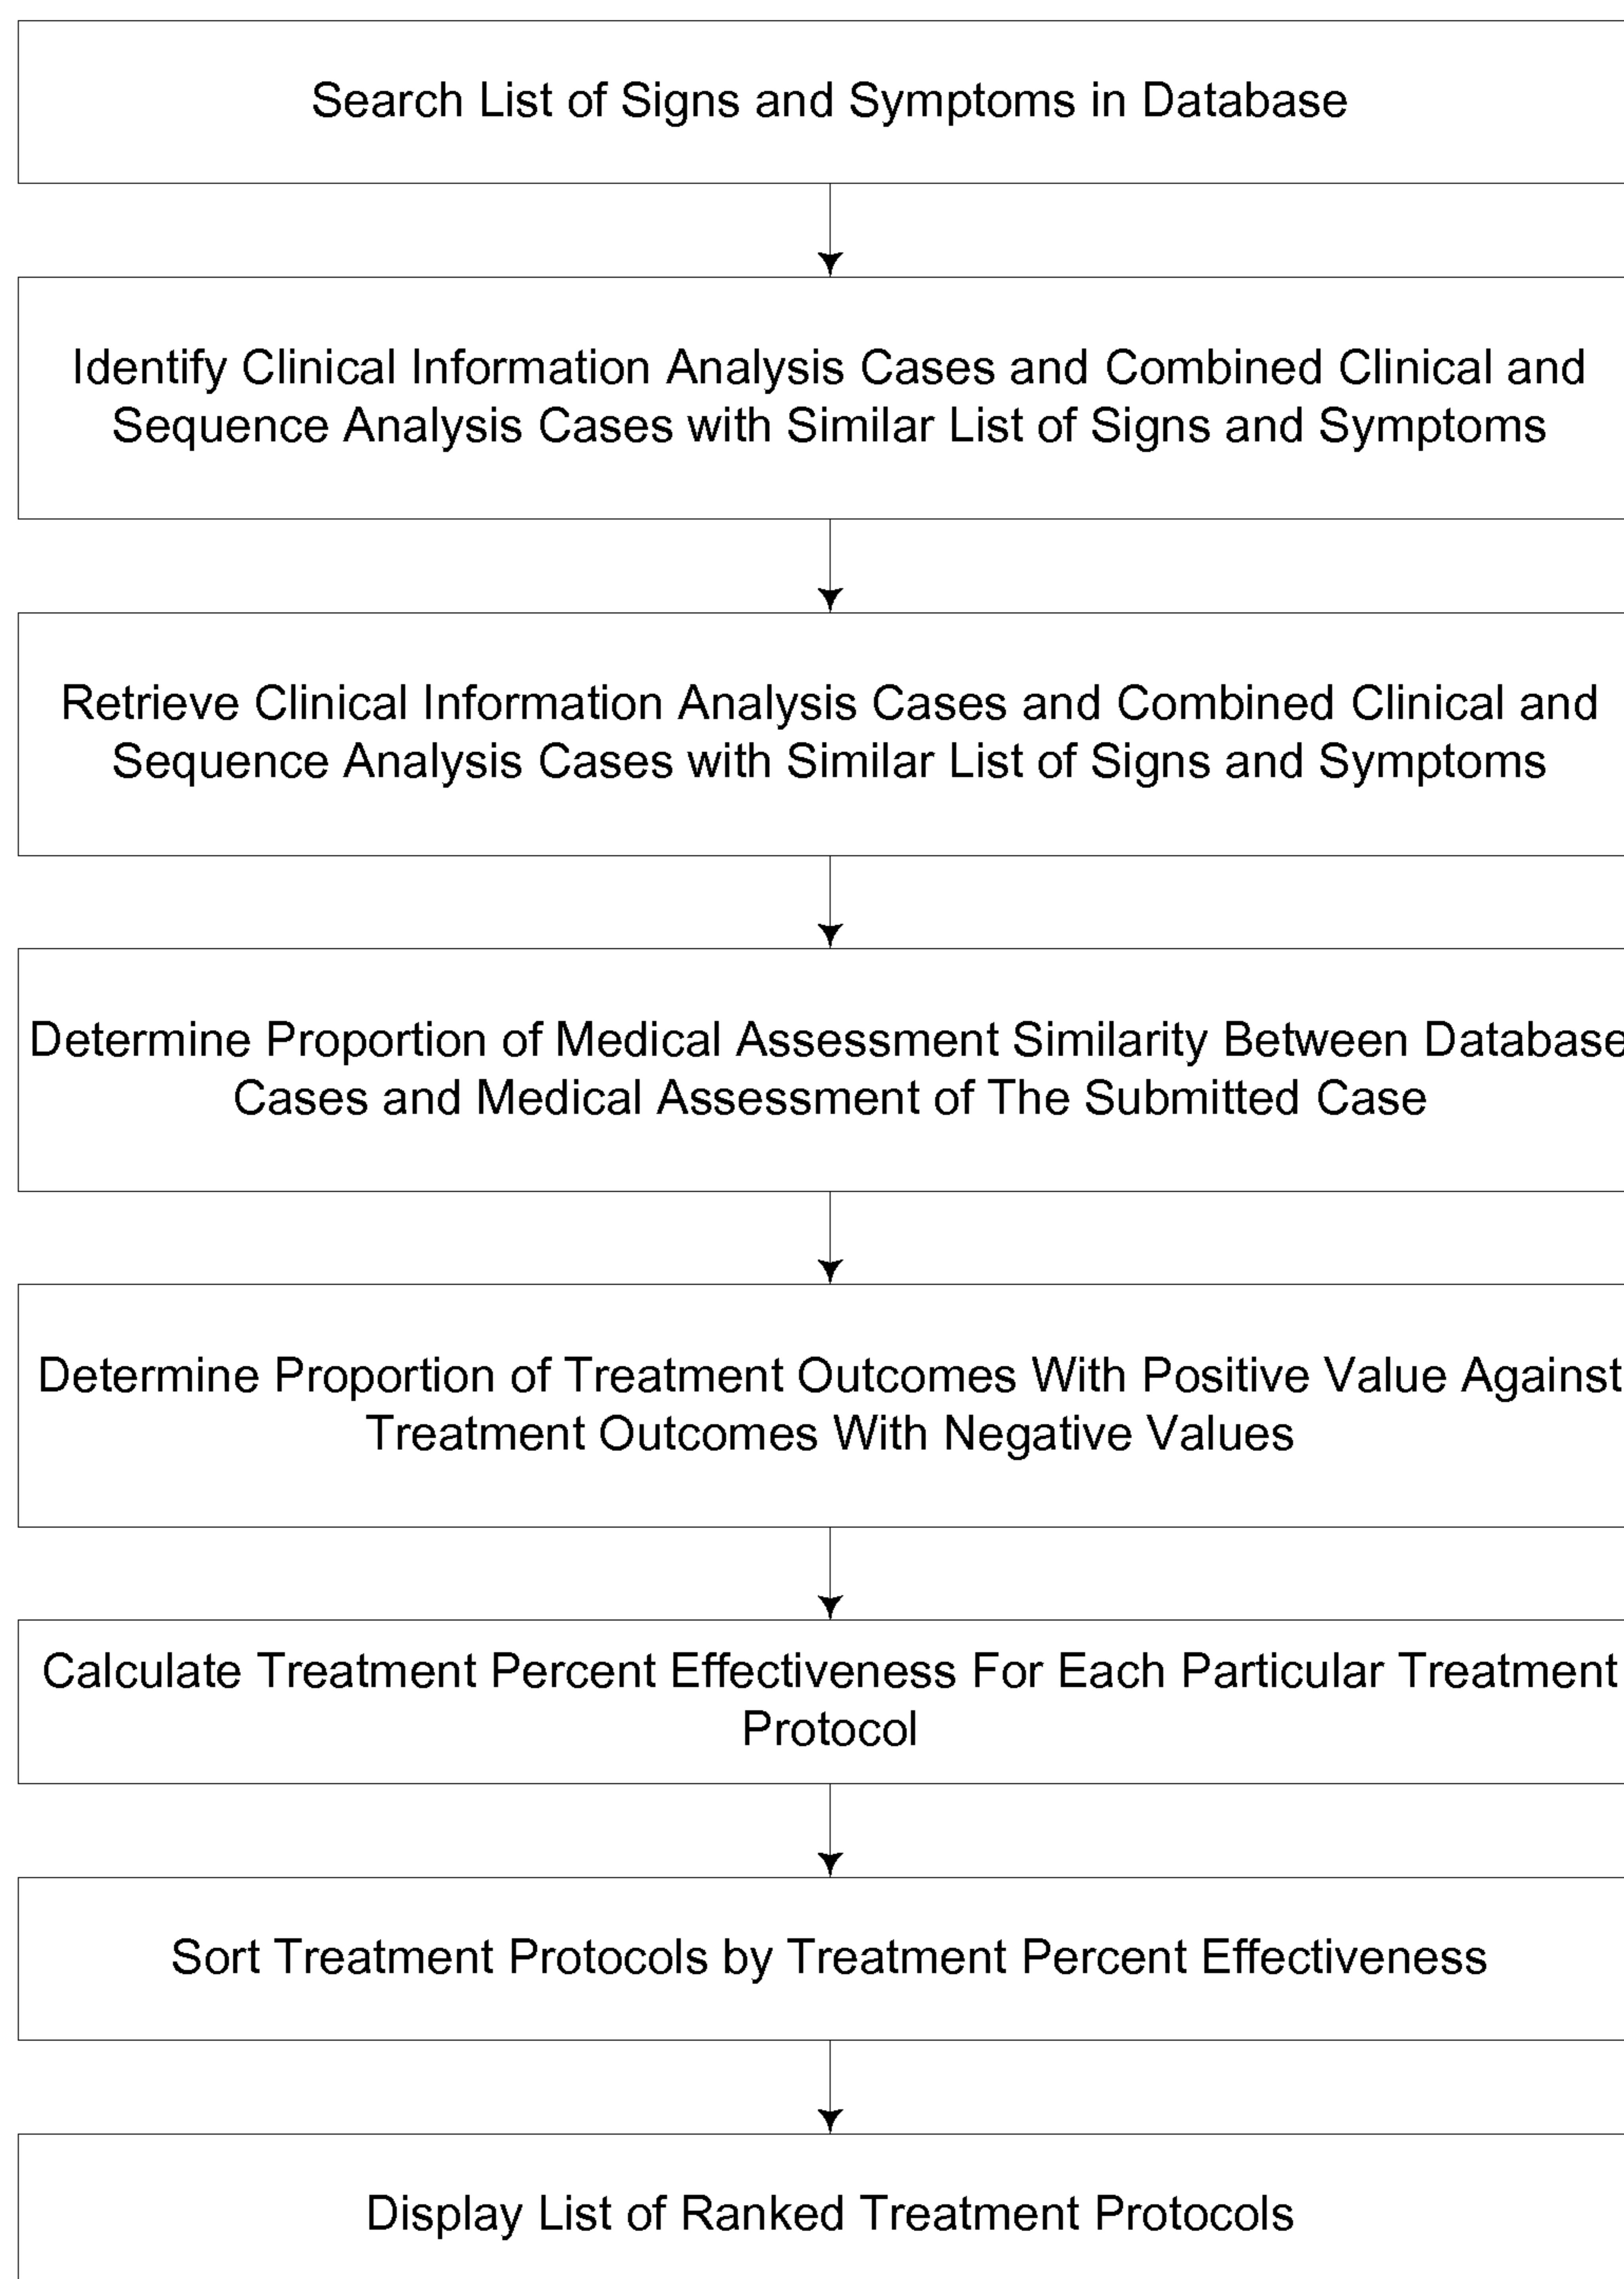 Search List of Signs and Symptoms in Database
Identify Clinical Information Analysis Cases and Combined Clinical and
Sequence Analysis Cases with Similar List of Signs and Symptoms
Retrieve Clinical Information Analysis Cases and Combined Clinical and
Sequence Analysis Cases with Similar List of Signs and Symptoms
Determine Proportion of Medical Assessment Similarity Between Database
Cases and Medical Assessment of The Submitted Case
Determine Proportion of Treatment Outcomes With Positive Value Against
Treatment Outcomes With Negative Values
Calculate Treatment Percent Effectiveness For Each Particular Treatment
Protocol
Sort Treatment Protocols by Treatment Percent Effectiveness
Display List of Ranked Treatment Protocols